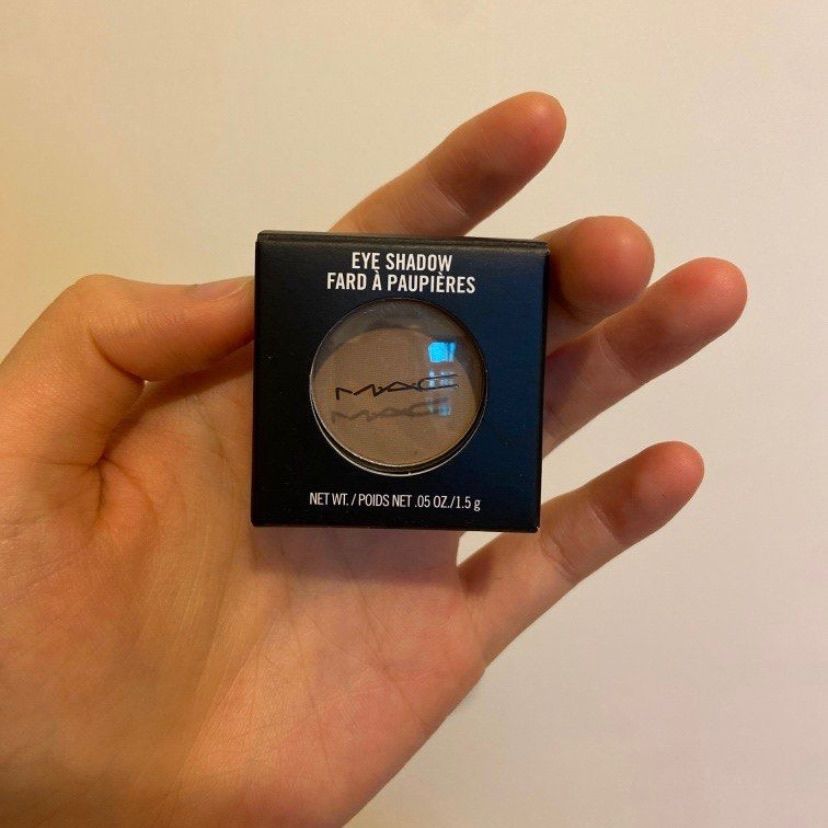 EYE SHADOW
FARD À PAUPIÈRES
MAC
NET WT. / POIDS NET .05 OZ./1.5 g